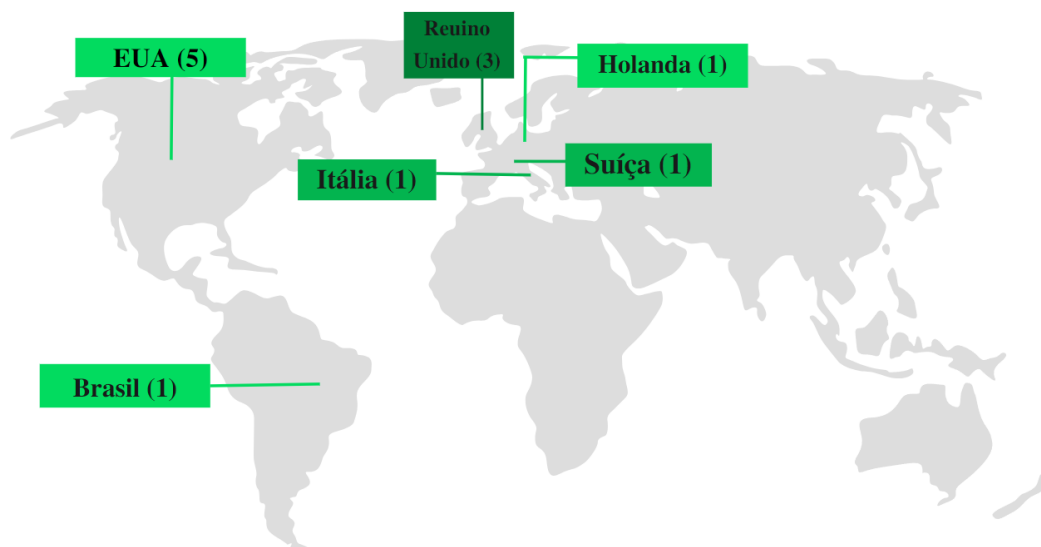 EUA (5)
Reuino
Unido (3)
Holanda (1)
Itália (1)
Suíça (1)
Brasil (1)